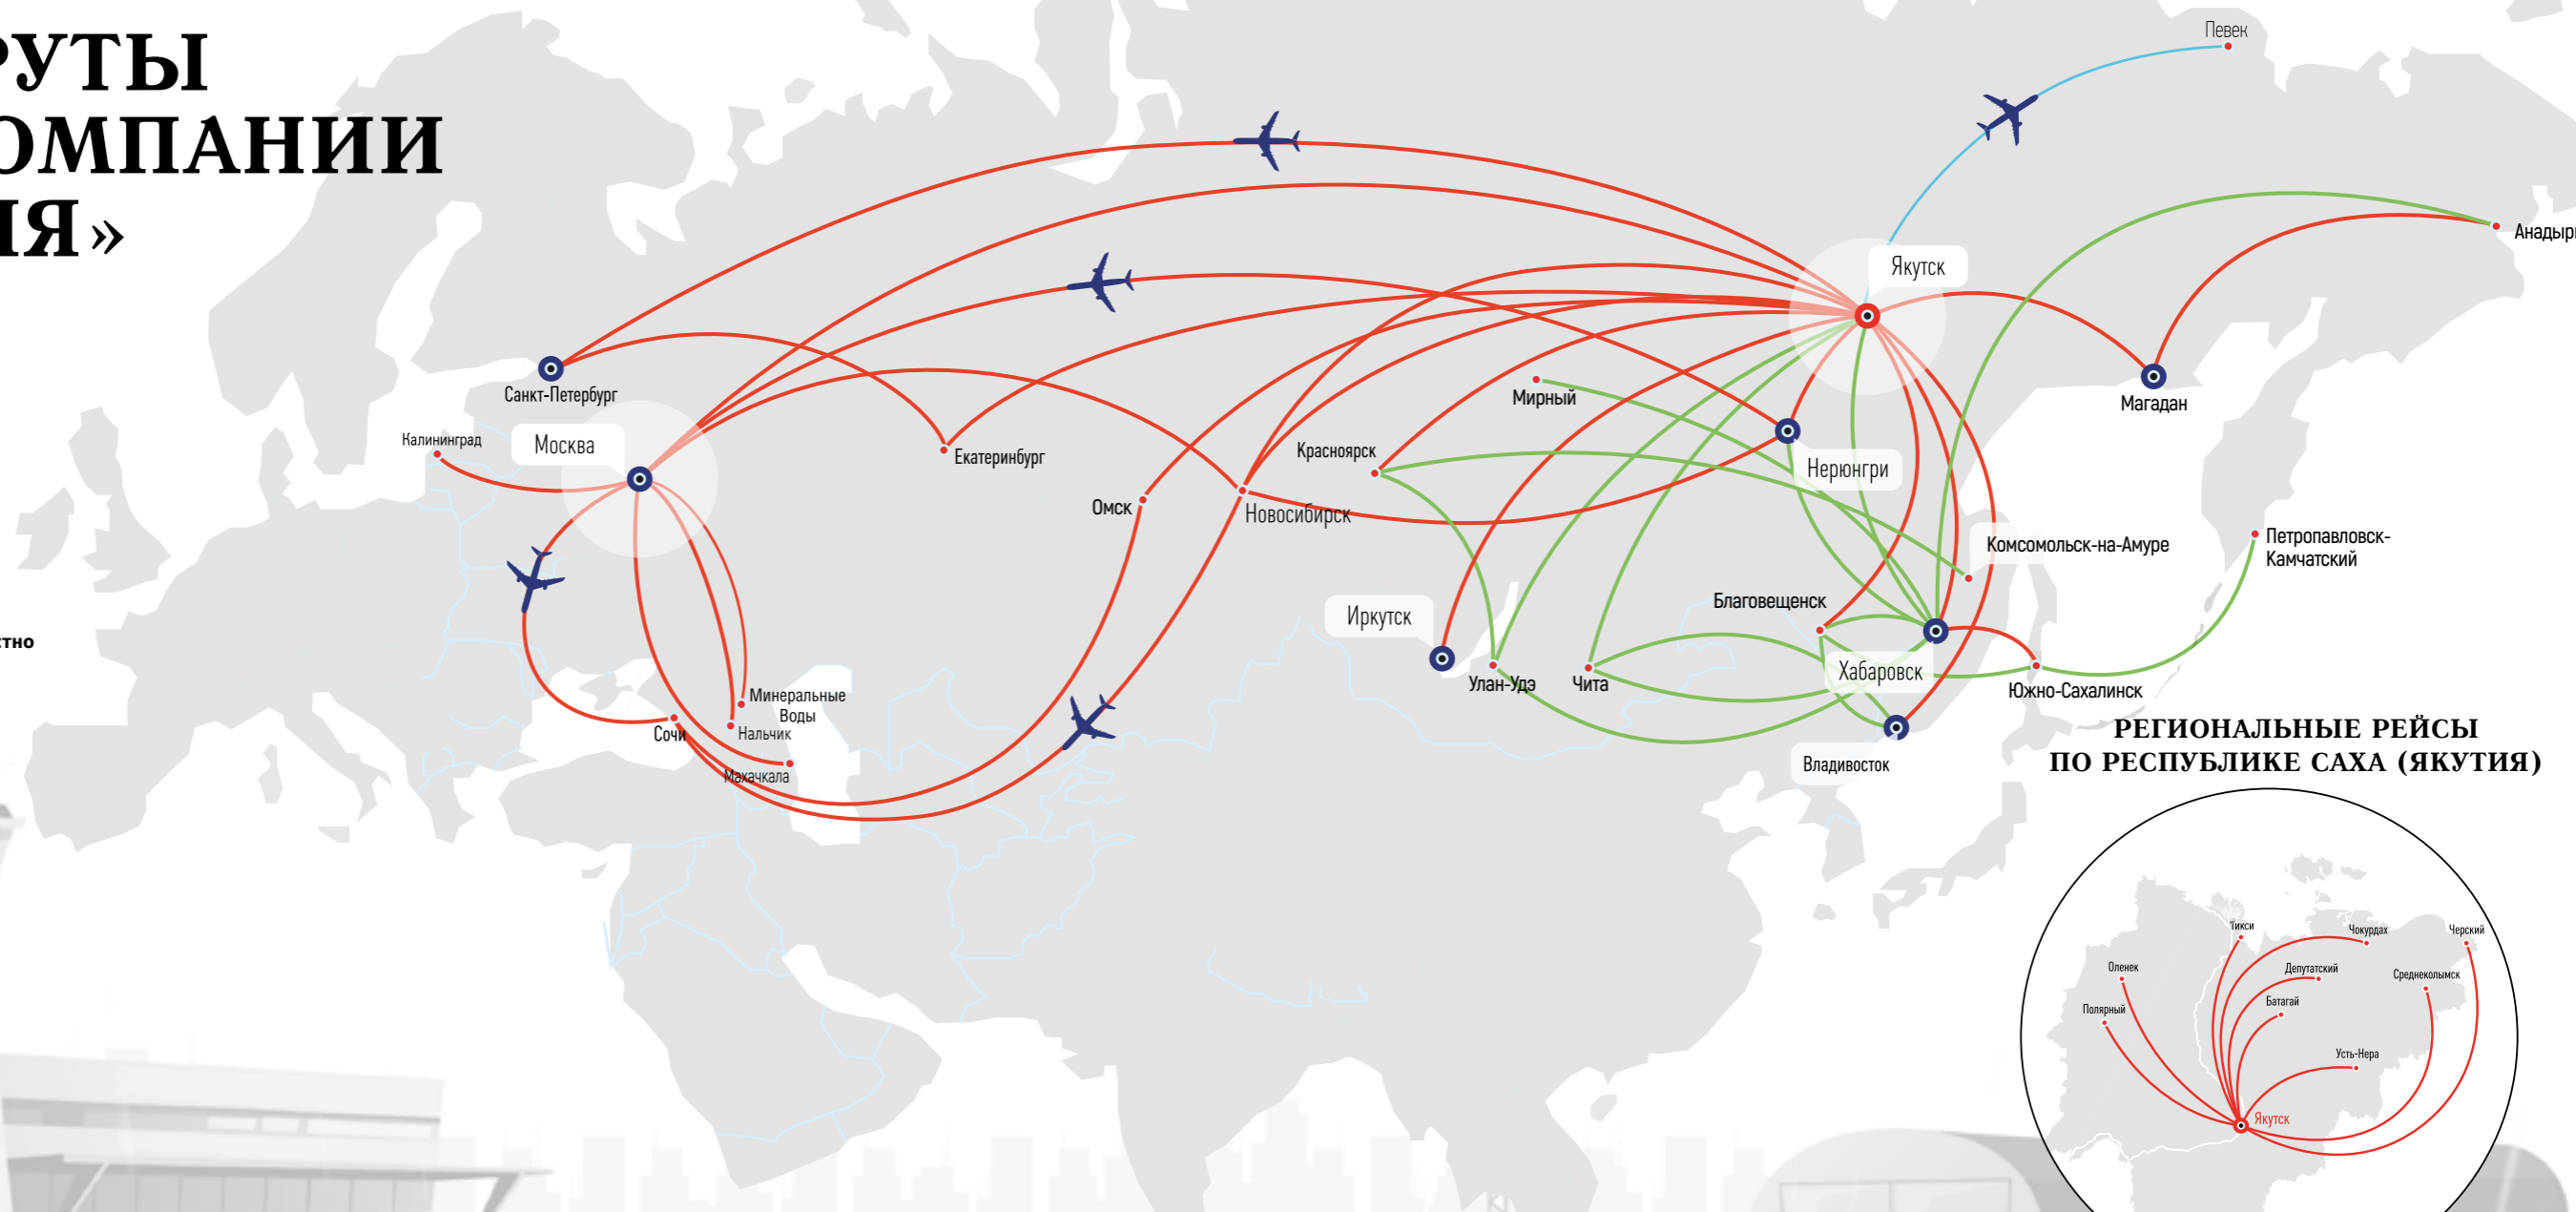 РУТЫ
ОМПАНИИ
ИЯ»
Певек
Анадыр
Якутск
Санкт-Петербург
Калининград
Москва
Екатеринбург
Омск
Новосибирск
Красноярск
Мирный
Нерюнгри
Магадан
Комсомольск-на-Амуре
Петропавловск-
Камчатский
Благовещенск
Иркутск
Улан-Удэ
Чита
Хабаровск
Южно-Сахалинск
Владивосток
стно
Минеральные
Воды
Нальчик
Сочи
Махачкала
РЕГИОНАЛЬНЫЕ РЕЙСЫ
ПО РЕСПУБЛИКЕ САХА (ЯКУТИЯ)
Тикси
Чокурдах
Черский
Оленек
Депутатский
Среднеколымск
Полярный
Батагай
Усть-Нера
Якутск